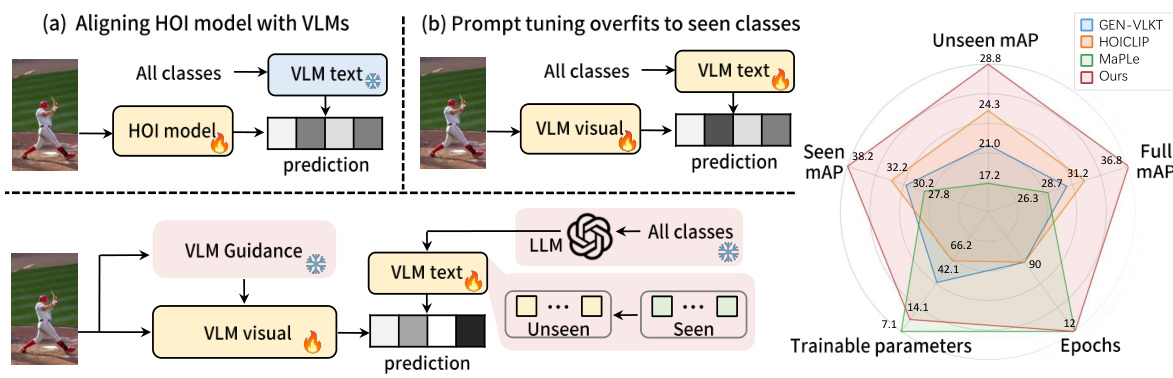 (a) Aligning HOI model with VLMs
All classes
VLM text
HOI model
prediction
(b) Prompt tuning overfits to seen classes
All classes
VLM text
VLM visual
prediction
VLM Guidance
VLM visual
LLM
All classes
VLM text
prediction
...
Unseen
...
Seen
GEN-VLKT
HOICLIP
MaPLe
Ours
Unseen mAP
28.8
24.3
21.0
17.2
Seen
mAP
38.2
32.2
30.2
27.8
Full
mAP
36.8
31.2
28.7
26.3
66.2
42.1
14.1
7.1
Trainable parameters
90
12
Epochs